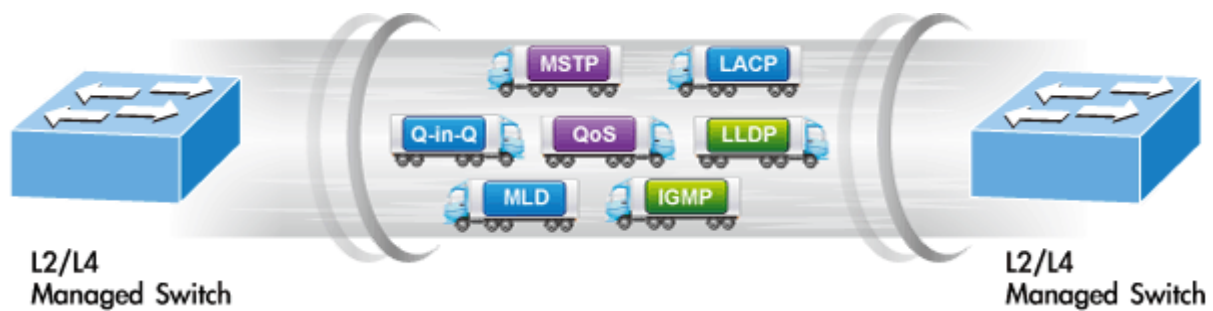 MSTP
LACP
Q-in-Q
QoS
LLDP
MLD
IGMP
L2/L4
Managed Switch
L2/L4
Managed Switch